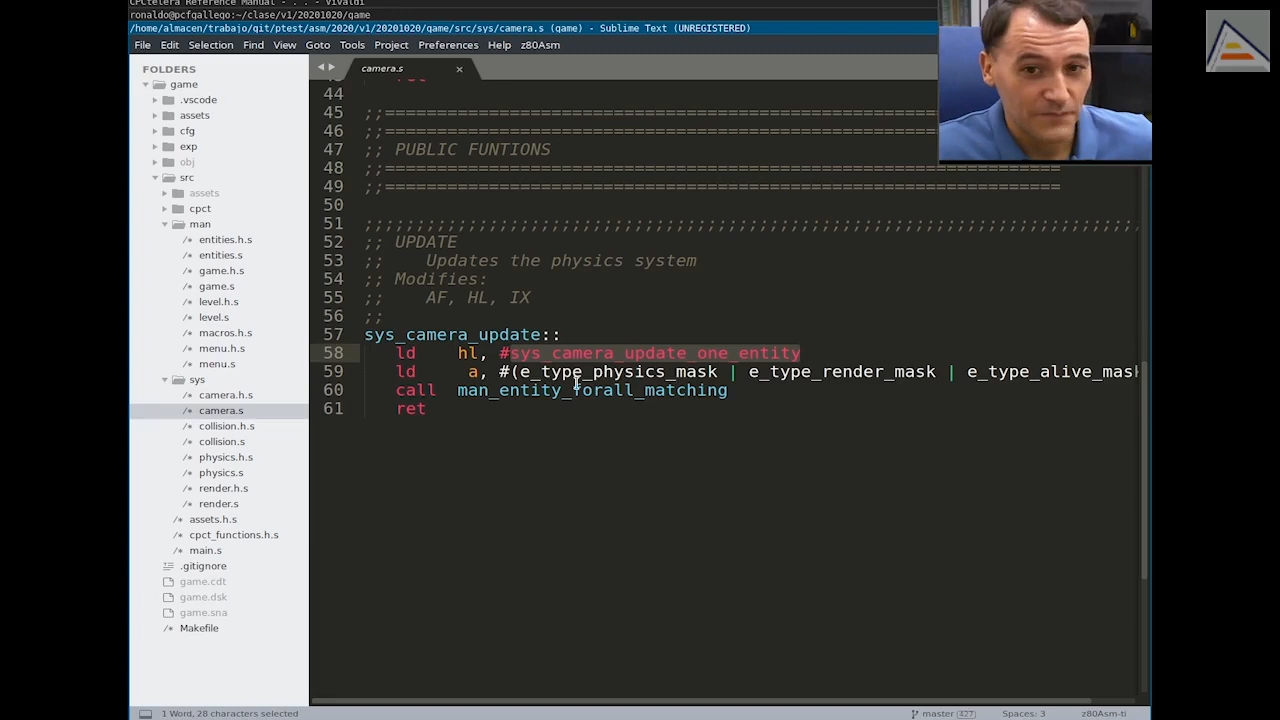 CPCtelera Reference Manual - . . - Vivaldi
ronaldo@pcfgallego:~/clase/v1/20201020/game
/home/almacen/trabajo/git/ptest/asm/2020/v1/20201020/game/src/sys/camera.s (game) - Sublime Text (UNREGISTERED)
File Edit Selection Find View Goto Tools Project Preferences Help z80Asm
FOLDERS
game
.vscode
assets
cfg
exp
obj
src
assets
cpct
man
entities.h.s
entities.s
game.h.s
game.s
level.h.s
level.s
macros.h.s
menu.h.s
menu.s
sys
camera.h.s
camera.s
collision.h.s
collision.s
physics.h.s
physics.s
render.h.s
render.s
assets.h.s
cpct_functions.h.s
main.s
.gitignore
game.cdt
game.dsk
game.sna
Makefile
camera.s
44
45 ;;=================================================================
46 ;;=================================================================
47 ;; PUBLIC FUNTIONS
48 ;;=================================================================
49 ;;=================================================================
50
51 ;;;;;;;;;;;;;;;;;;;;;;;;;;;;;;;;;;;;;;;;;;;;;;;;;;;;;;;;;;;;;;;;;;;;;;;;;
52 ;; UPDATE
53 ;; Updates the physics system
54 ;; Modifies:
55 ;; AF, HL, IX
56 ;;
57 sys_camera_update::
58 ld hl, #sys_camera_update_one_entity
59 ld a, #(e_type_physics_mask | e_type_render_mask | e_type_alive_mask
60 call man_entity_forall_matching
61 ret
1 Word, 28 characters selected
master 427
Spaces: 3
z80Asm-ti